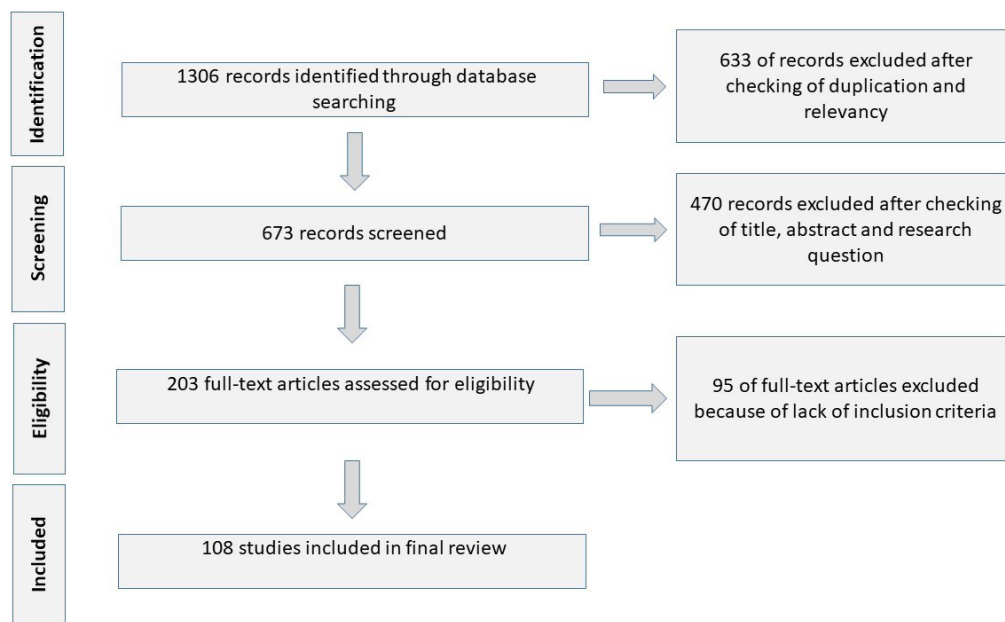 Identification
1306 records identified through database
searching
633 of records excluded after
checking of duplication and
relevancy
Screening
673 records screened
470 records excluded after checking
of title, abstract and research
question
Eligibility
203 full-text articles assessed for eligibility
95 of full-text articles excluded
because of lack of inclusion criteria
Included
108 studies included in final review